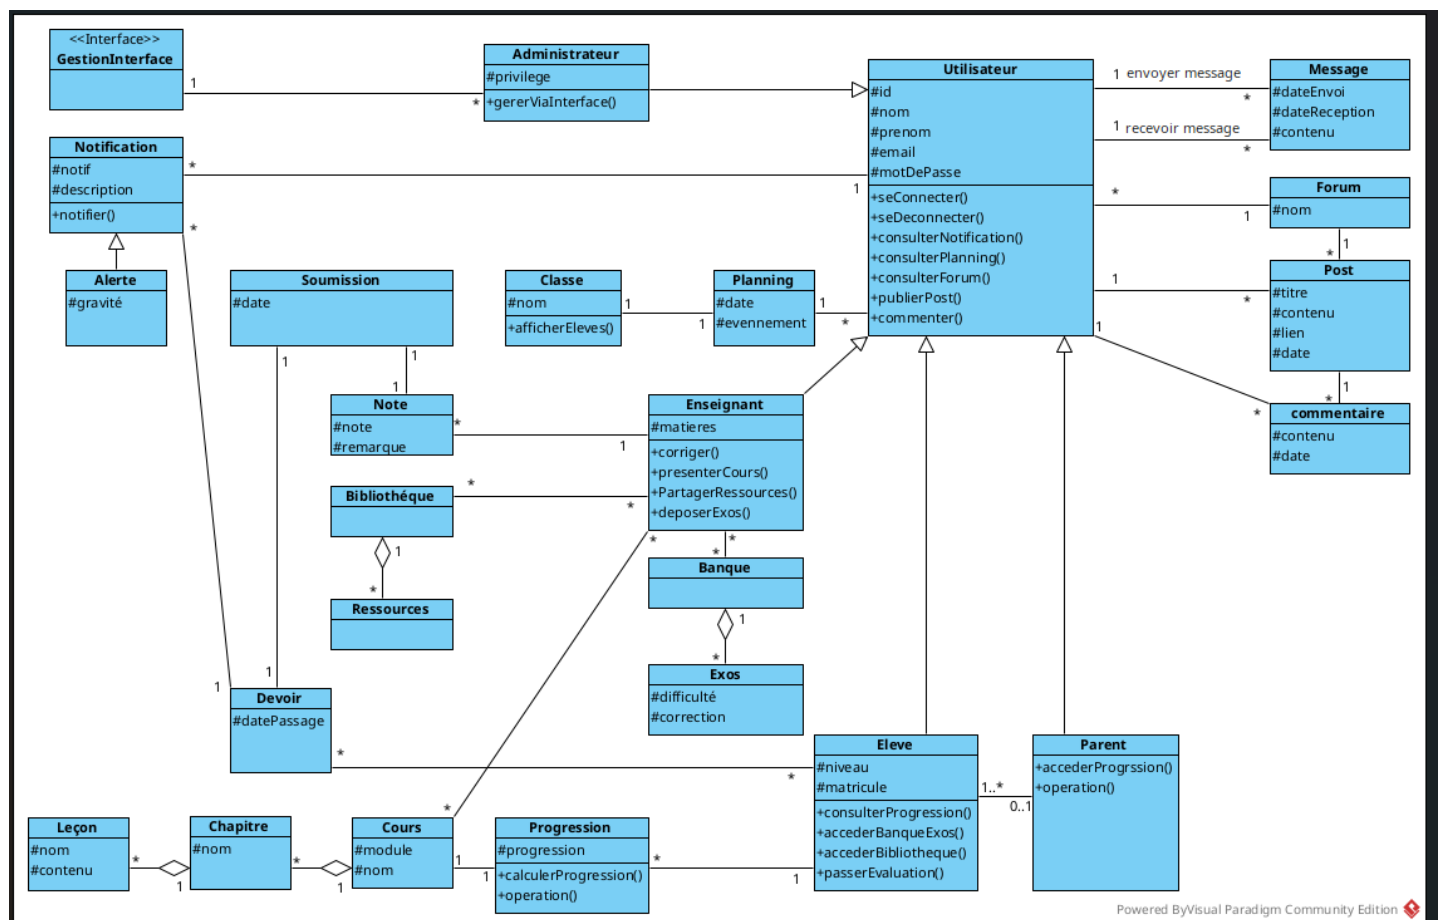 <<Interface>>
GestionInterface
1
*
Administrateur
#privilege
+gererViaInterface()
Utilisateur
#id
#nom
#prenom
#email
#motDePasse
+seConnecter()
+seDeconnecter()
+consulterNotification()
+consulterPlanning()
+consulterForum()
+publierPost()
+commenter()
1 envoyer message
*
1 recevoir message
*
Message
#dateEnvoi
#dateReception
#contenu
*
1
Forum
#nom
1
*
1
*
Post
#titre
#contenu
#lien
#date
1
*
1
*
commentaire
#contenu
#date
Notification
#notif
#description
+notifier()
*
1
*
1
Alerte
#gravité
Soumission
#date
1
1
1
1
Classe
#nom
+afficherEleves()
1
1
Planning
#date
#evennement
1
*
Note
#note
#remarque
*
1
Enseignant
#matieres
+corriger()
+presenterCours()
+PartagerRessources()
+deposerExos()
Bibliothéque
*
*
1
*
Ressources
*
*
*
*
Banque
1
*
Exos
#difficulté
#correction
Devoir
#datePassage
*
*
Eleve
#niveau
#matricule
+consulterProgression()
+accederBanqueExos()
+accederBibliotheque()
+passerEvaluation()
1..*
0..1
Parent
+accederProgrssion()
+operation()
Leçon
#nom
#contenu
*
1
Chapitre
#nom
*
1
Cours
#module
#nom
1
1
Progression
#progression
+calculerProgression()
+operation()
*
1
Powered ByVisual Paradigm Community Edition